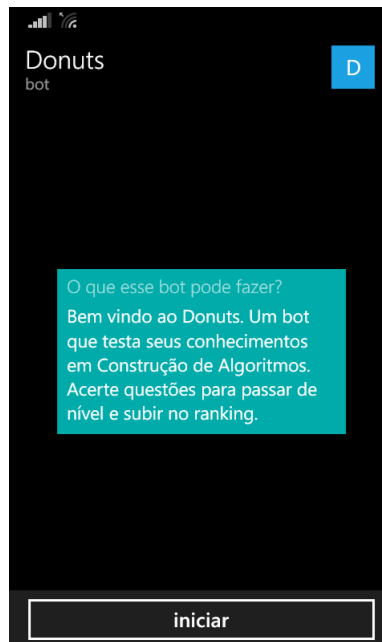 Donuts
bot
D
O que esse bot pode fazer?
Bem vindo ao Donuts. Um bot
que testa seus conhecimentos
em Construção de Algoritmos.
Acerte questões para passar de
nível e subir no ranking.
iniciar